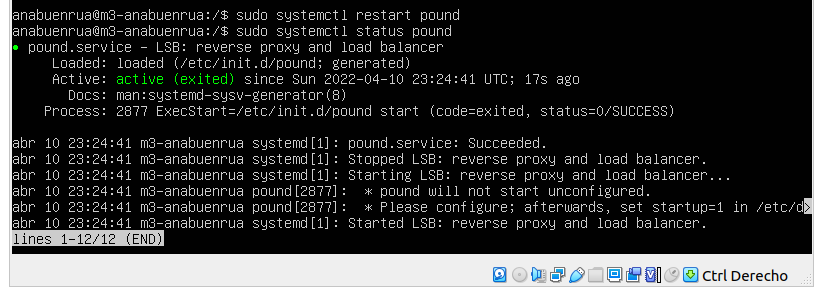 anabuenrua@m3-anabuenrua:/$ sudo systemctl restart pound
anabuenrua@m3-anabuenrua:/$ sudo systemctl status pound
● pound.service - LSB: reverse proxy and load balancer
Loaded: loaded (/etc/init.d/pound; generated)
Active: active (exited) since Sun 2022-04-10 23:24:41 UTC; 17s ago
Docs: man:systemd-sysv-generator(8)
Process: 2877 ExecStart=/etc/init.d/pound start (code=exited, status=0/SUCCESS)
abr 10 23:24:41 m3-anabuenrua systemd[1]: pound.service: Succeeded.
abr 10 23:24:41 m3-anabuenrua systemd[1]: Stopped LSB: reverse proxy and load balancer.
abr 10 23:24:41 m3-anabuenrua systemd[1]: Starting LSB: reverse proxy and load balancer...
abr 10 23:24:41 m3-anabuenrua pound[2877]:  * pound will not start unconfigured.
abr 10 23:24:41 m3-anabuenrua pound[2877]:  * Please configure; afterwards, set startup=1 in /etc/d>
abr 10 23:24:41 m3-anabuenrua systemd[1]: Started LSB: reverse proxy and load balancer.
lines 1-12/12 (END)
Ctrl Derecho